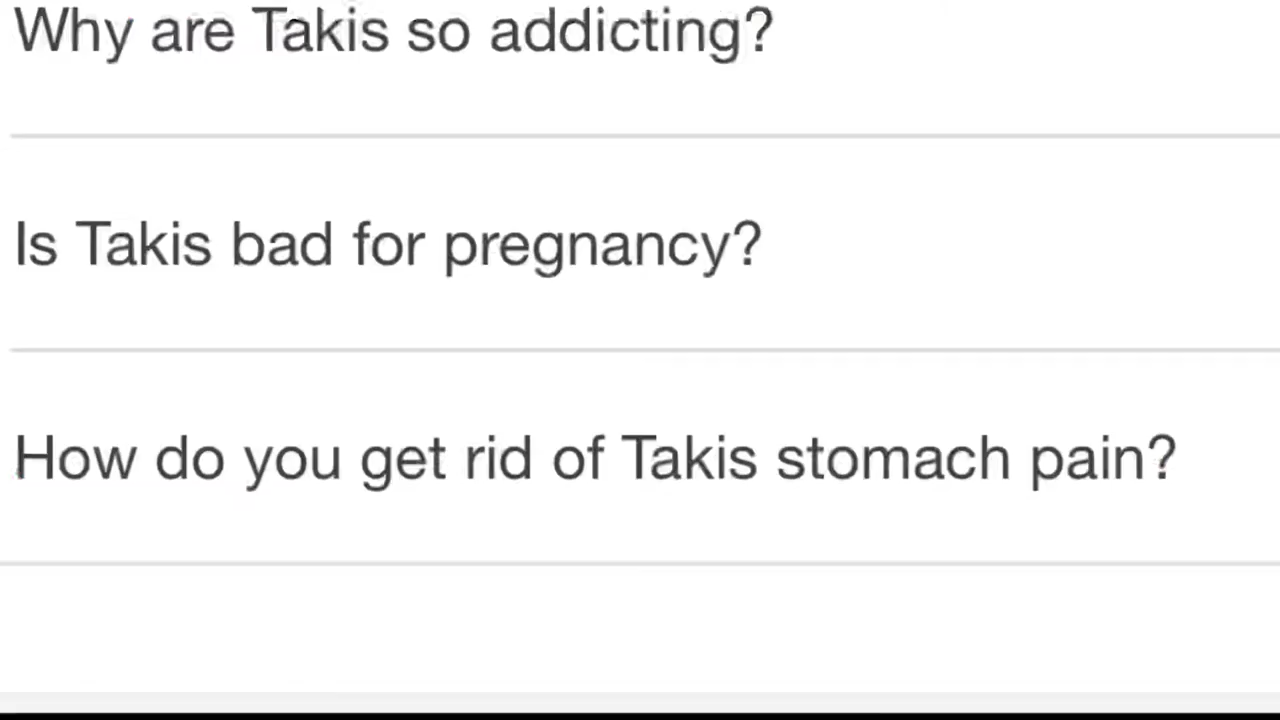 Why are Takis so addicting?
Is Takis bad for pregnancy?
How do you get rid of Takis stomach pain?